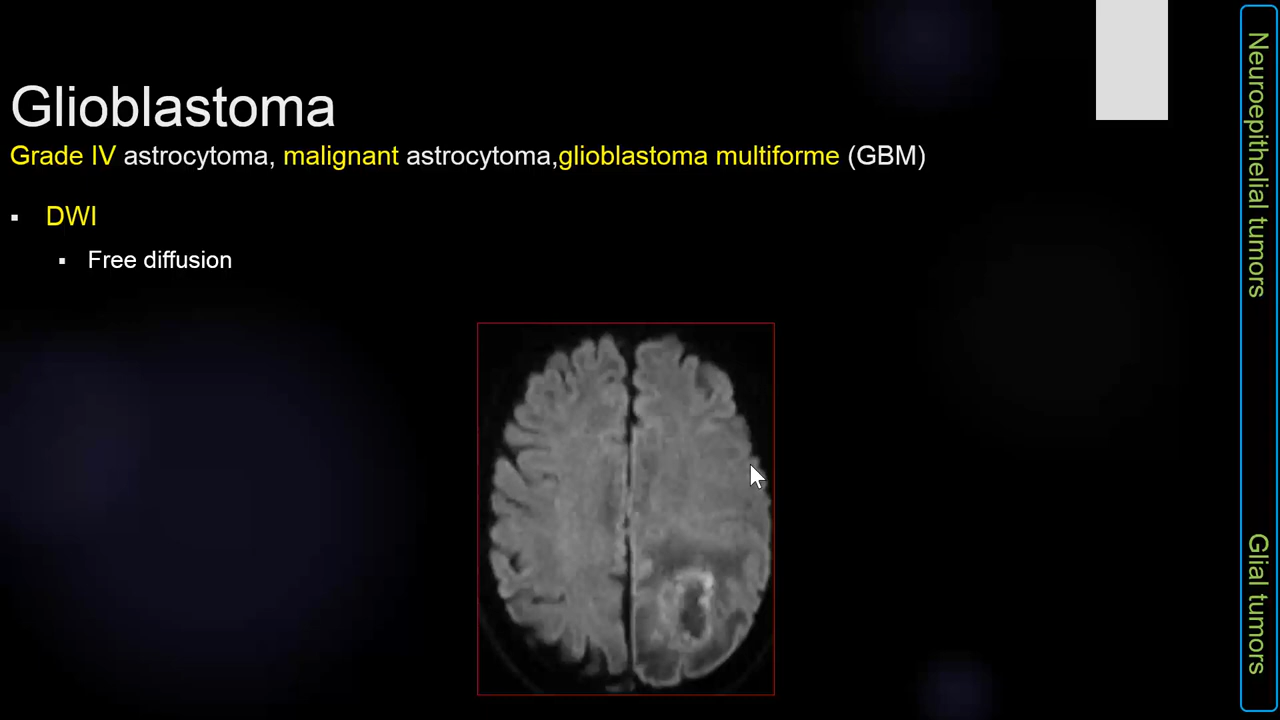 Glioblastoma
Grade IV astrocytoma, malignant astrocytoma,glioblastoma multiforme (GBM)
▪ DWI
▪ Free diffusion
Neuroepithelial tumors
Glial tumors